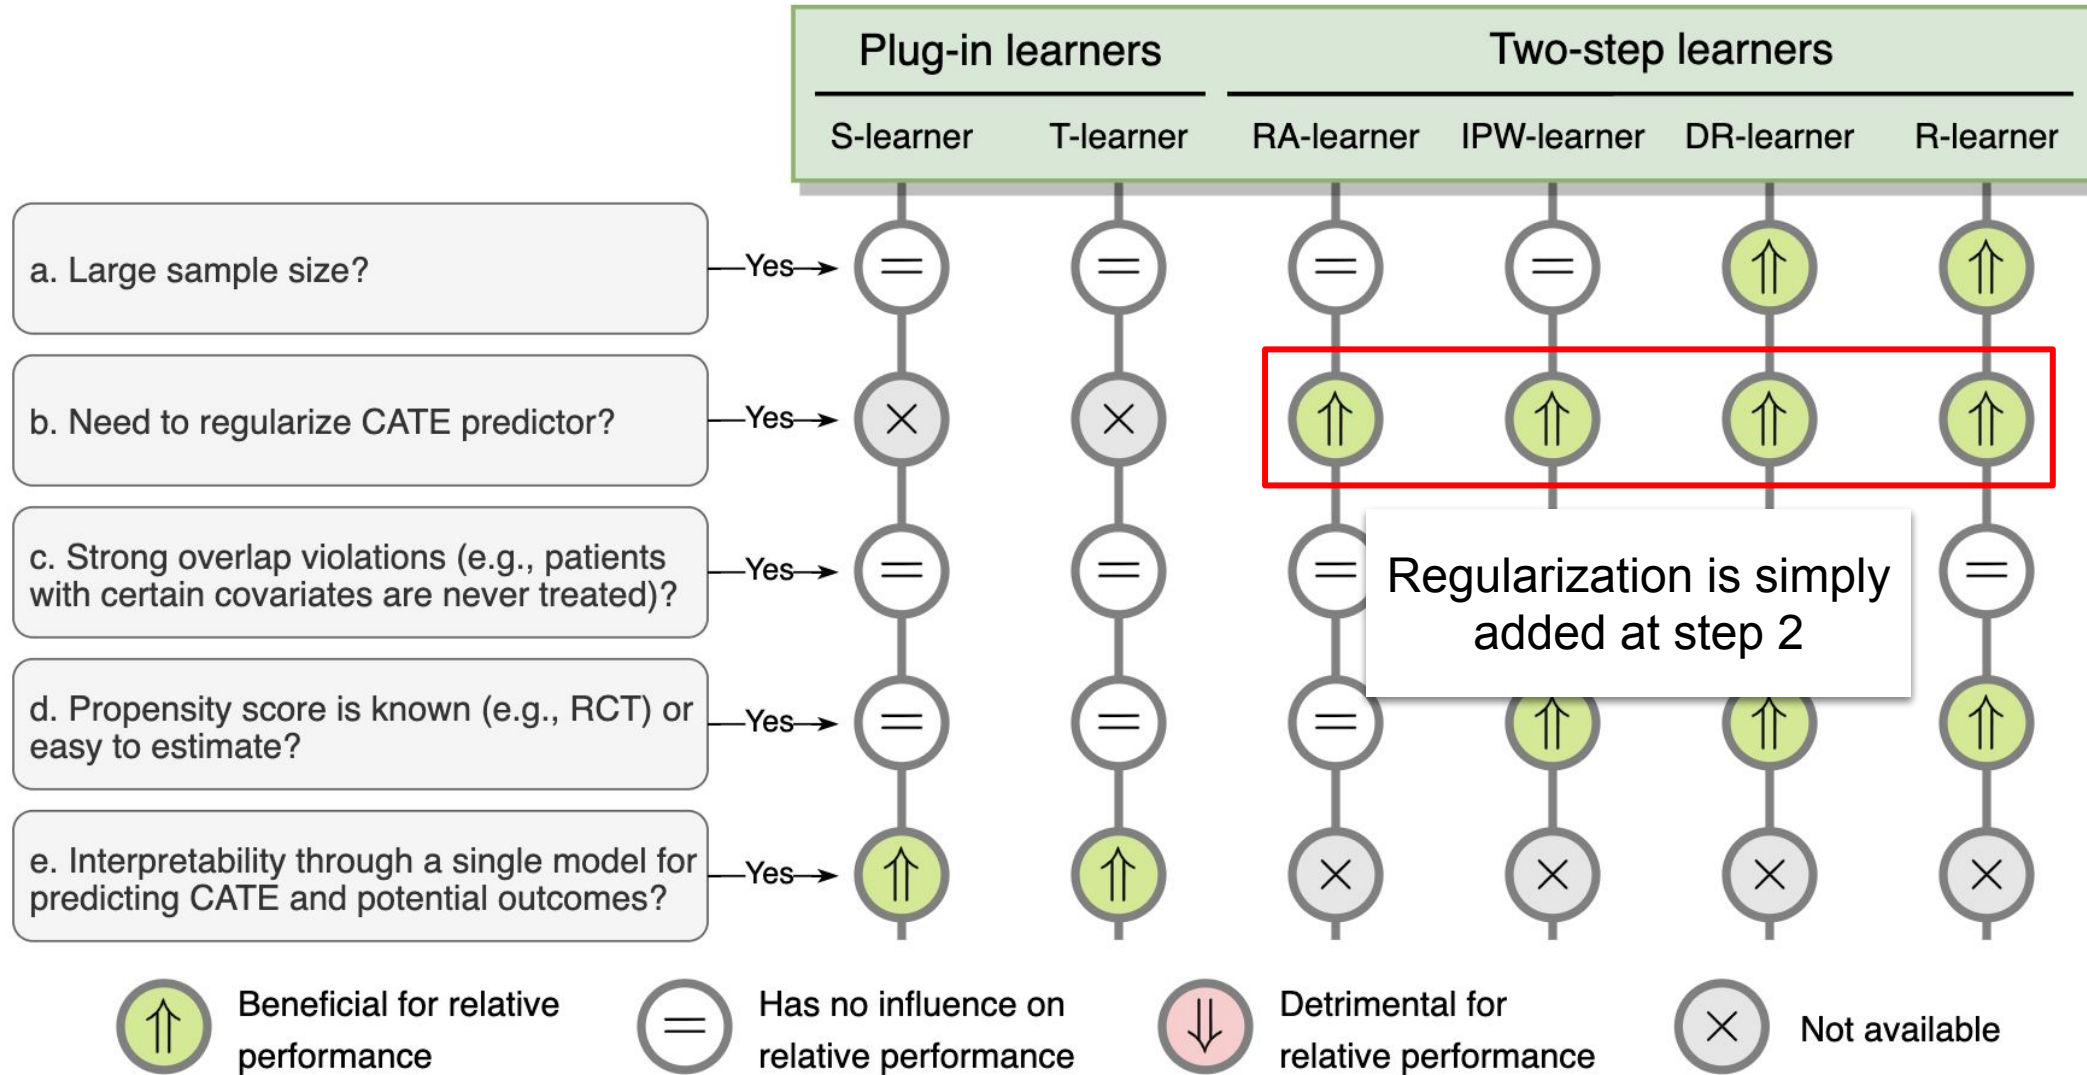 Plug-in learners
Two-step learners
S-learner
T-learner
RA-learner
IPW-learner
DR-learner
R-learner
a. Large sample size?
Yes
b. Need to regularize CATE predictor?
Yes
c. Strong overlap violations (e.g., patients
with certain covariates are never treated)?
Yes
Regularization is simply
added at step 2
d. Propensity score is known (e.g., RCT) or
easy to estimate?
Yes
e. Interpretability through a single model for
predicting CATE and potential outcomes?
Yes
Beneficial for relative
performance
Has no influence on
relative performance
Detrimental for
relative performance
Not available